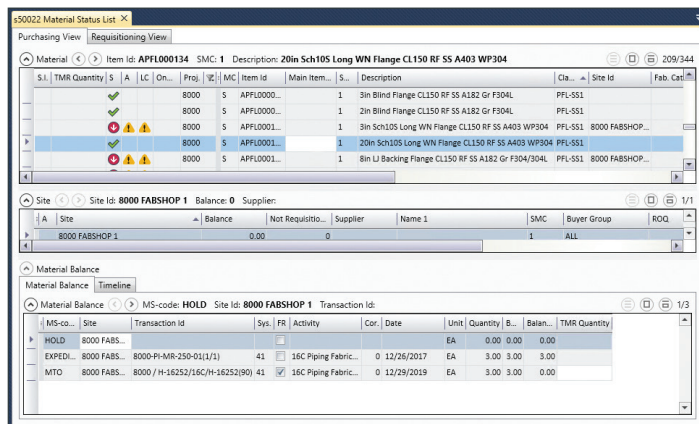 s50022 Material Status List
Purchasing View Requisitioning View
Material Item Id: APFL000134 SMC: 1 Description: 20in Sch10S Long WN Flange CL150 RF SS A403 WP304 209/344
S.I. TMR Quantity S A LC On... Proj. MC Item Id Main Item... S... Description Cla... Site Id Fab. Cat
8000 S APFL0000... 1 3in Blind Flange CL150 RF SS A182 Gr F304L PFL-SS1
8000 S APFL0000... 1 2in Blind Flange CL150 RF SS A182 Gr F304L PFL-SS1
8000 S APFL0001... 1 3in Sch10S Long WN Flange CL150 RF SS A403 WP304 PFL-SS1 8000 FABSHOP...
8000 S APFL0001... 1 20in Sch10S Long WN Flange CL150 RF SS A403 WP304 PFL-SS1
8000 S APFL0001... 1 8in LJ Backing Flange CL150 RF SS A182 Gr F304/304L PFL-SS1 8000 FABSHOP...
Site Site Id: 8000 FABSHOP 1 Balance: 0 Supplier: 1/1
A Site Balance Not Requisitio... Supplier Name 1 SMC Buyer Group ROQ
8000 FABSHOP 1 0.00 0 1 ALL
Material Balance
Material Balance Timeline
Material Balance MS-code: HOLD Site Id: 8000 FABSHOP 1 Transaction Id: 1/3
MS-co... Site Transaction Id Sys. FR Activity Cor. Date Unit Quantity B... Balan... TMR Quantity
HOLD 8000 FABS... EA 0.00 0.00 0.00
EXPEDI... 8000 FABS... 8000-PI-MR-250-01(1/1) 41 16C Piping Fabric... 0 12/26/2017 EA 3.00 3.00 3.00
MTO 8000 FABS... 8000 / H-16252/16C/H-16252(90) 41 16C Piping Fabric... 0 12/29/2019 EA 3.00 3.00 0.00